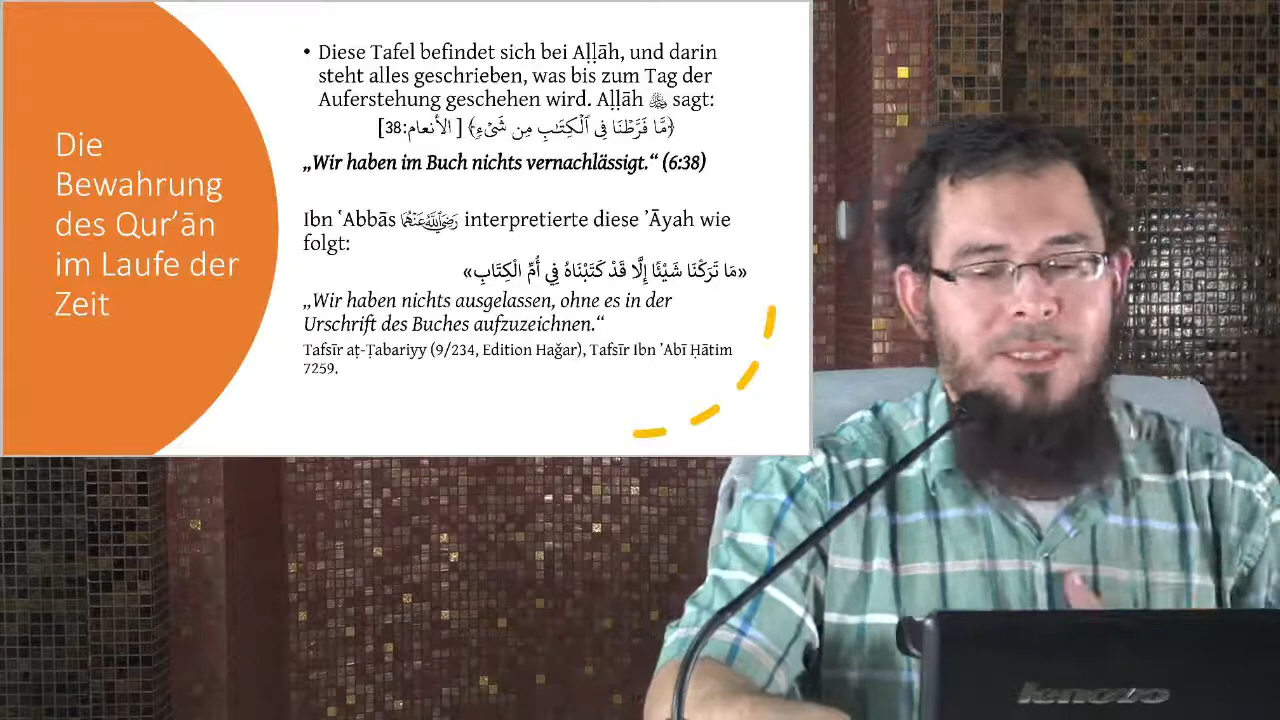 Die
Bewahrung
des Qur’ān
im Laufe der
Zeit
• Diese Tafel befindet sich bei Aḷḷāh, und darin
steht alles geschrieben, was bis zum Tag der
Auferstehung geschehen wird. Aḷḷāh ﷻ sagt:
﴿مَّا فَرَّطْنَا فِى ٱلْكِتَـٰبِ مِن شَىْءٍ﴾ [الأنعام:38]
„Wir haben im Buch nichts vernachlässigt.“ (6:38)
Ibn ʿAbbās رَضِيَ اللهُ عَنْهُمَا interpretierte diese ’Āyah wie
folgt:
«مَا تَرَكْنَا شَيْئًا إِلَّا قَدْ كَتَبْنَاهُ فِي أُمِّ الْكِتَابِ»
„Wir haben nichts ausgelassen, ohne es in der
Urschrift des Buches aufzuzeichnen.“
Tafsīr aṭ-Ṭabariyy (9/234, Edition Haǧar), Tafsīr Ibn ’Abī Ḥātim
7259.
lenovo